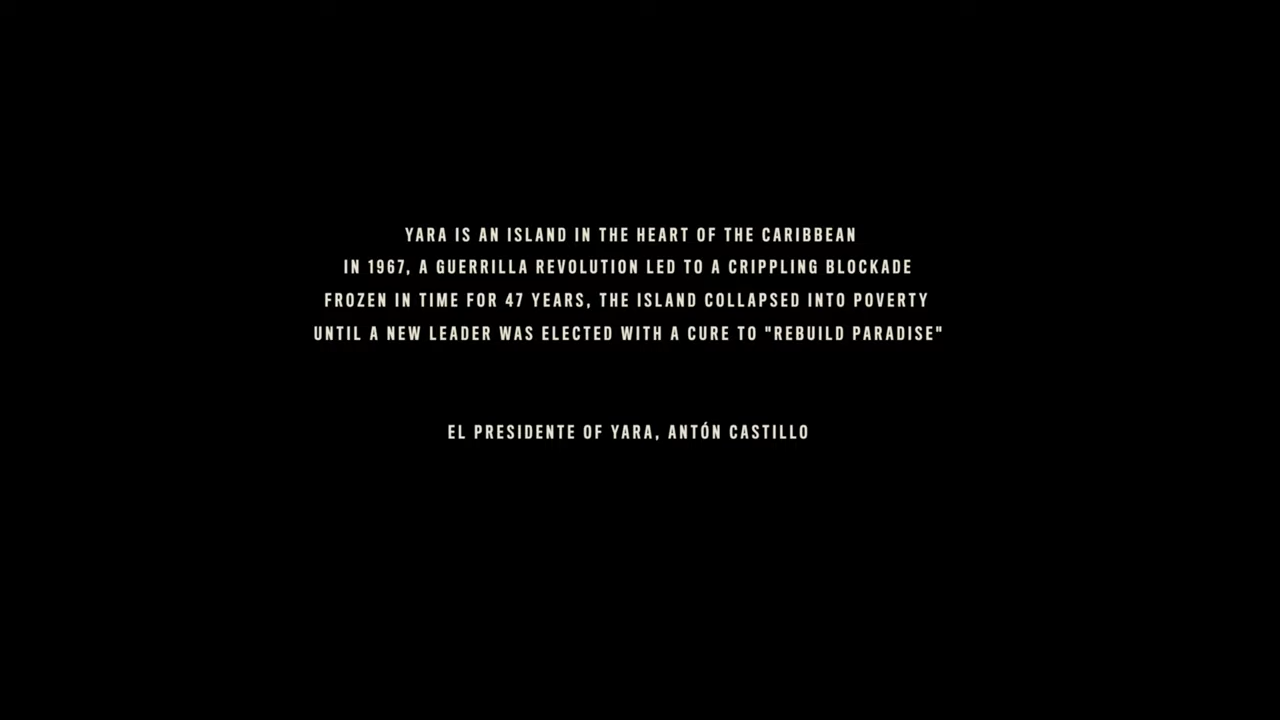 YARA IS AN ISLAND IN THE HEART OF THE CARIBBEAN
IN 1967, A GUERRILLA REVOLUTION LED TO A CRIPPLING BLOCKADE
FROZEN IN TIME FOR 47 YEARS, THE ISLAND COLLAPSED INTO POVERTY
UNTIL A NEW LEADER WAS ELECTED WITH A CURE TO "REBUILD PARADISE"
EL PRESIDENTE OF YARA, ANTÓN CASTILLO